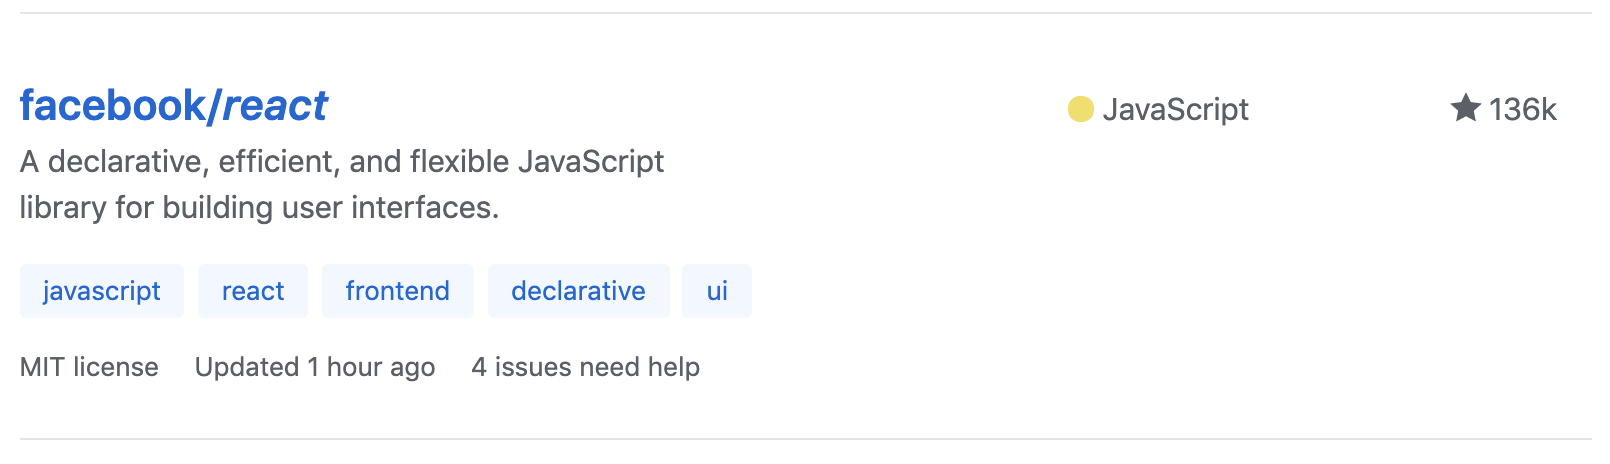 facebook/react
JavaScript
136k
A declarative, efficient, and flexible JavaScript
library for building user interfaces.
javascript react frontend declarative ui
MIT license Updated 1 hour ago 4 issues need help